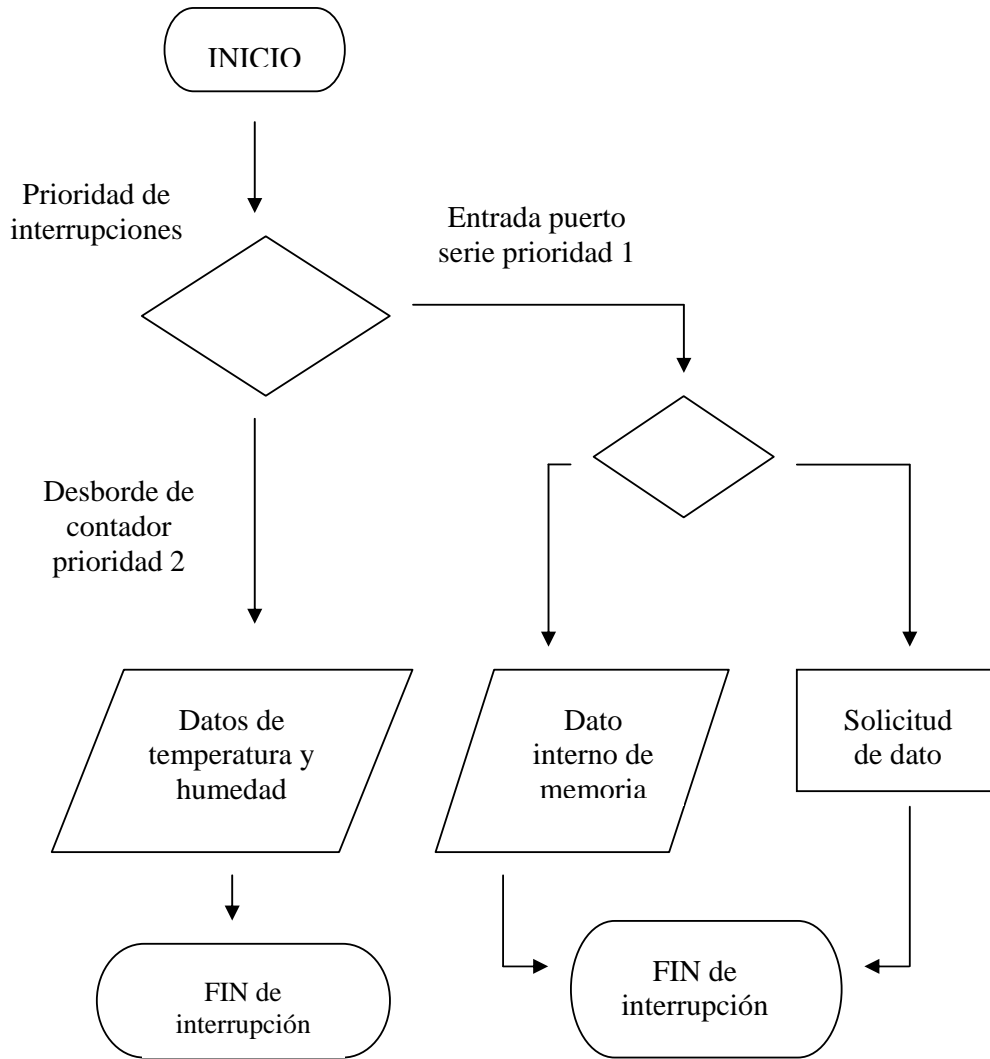 INICIO
Prioridad de
interrupciones
Entrada puerto
serie prioridad 1
Desborde de
contador
prioridad 2
Datos de
temperatura y
humedad
Dato
interno de
memoria
Solicitud
de dato
FIN de
interrupción
FIN de
interrupción